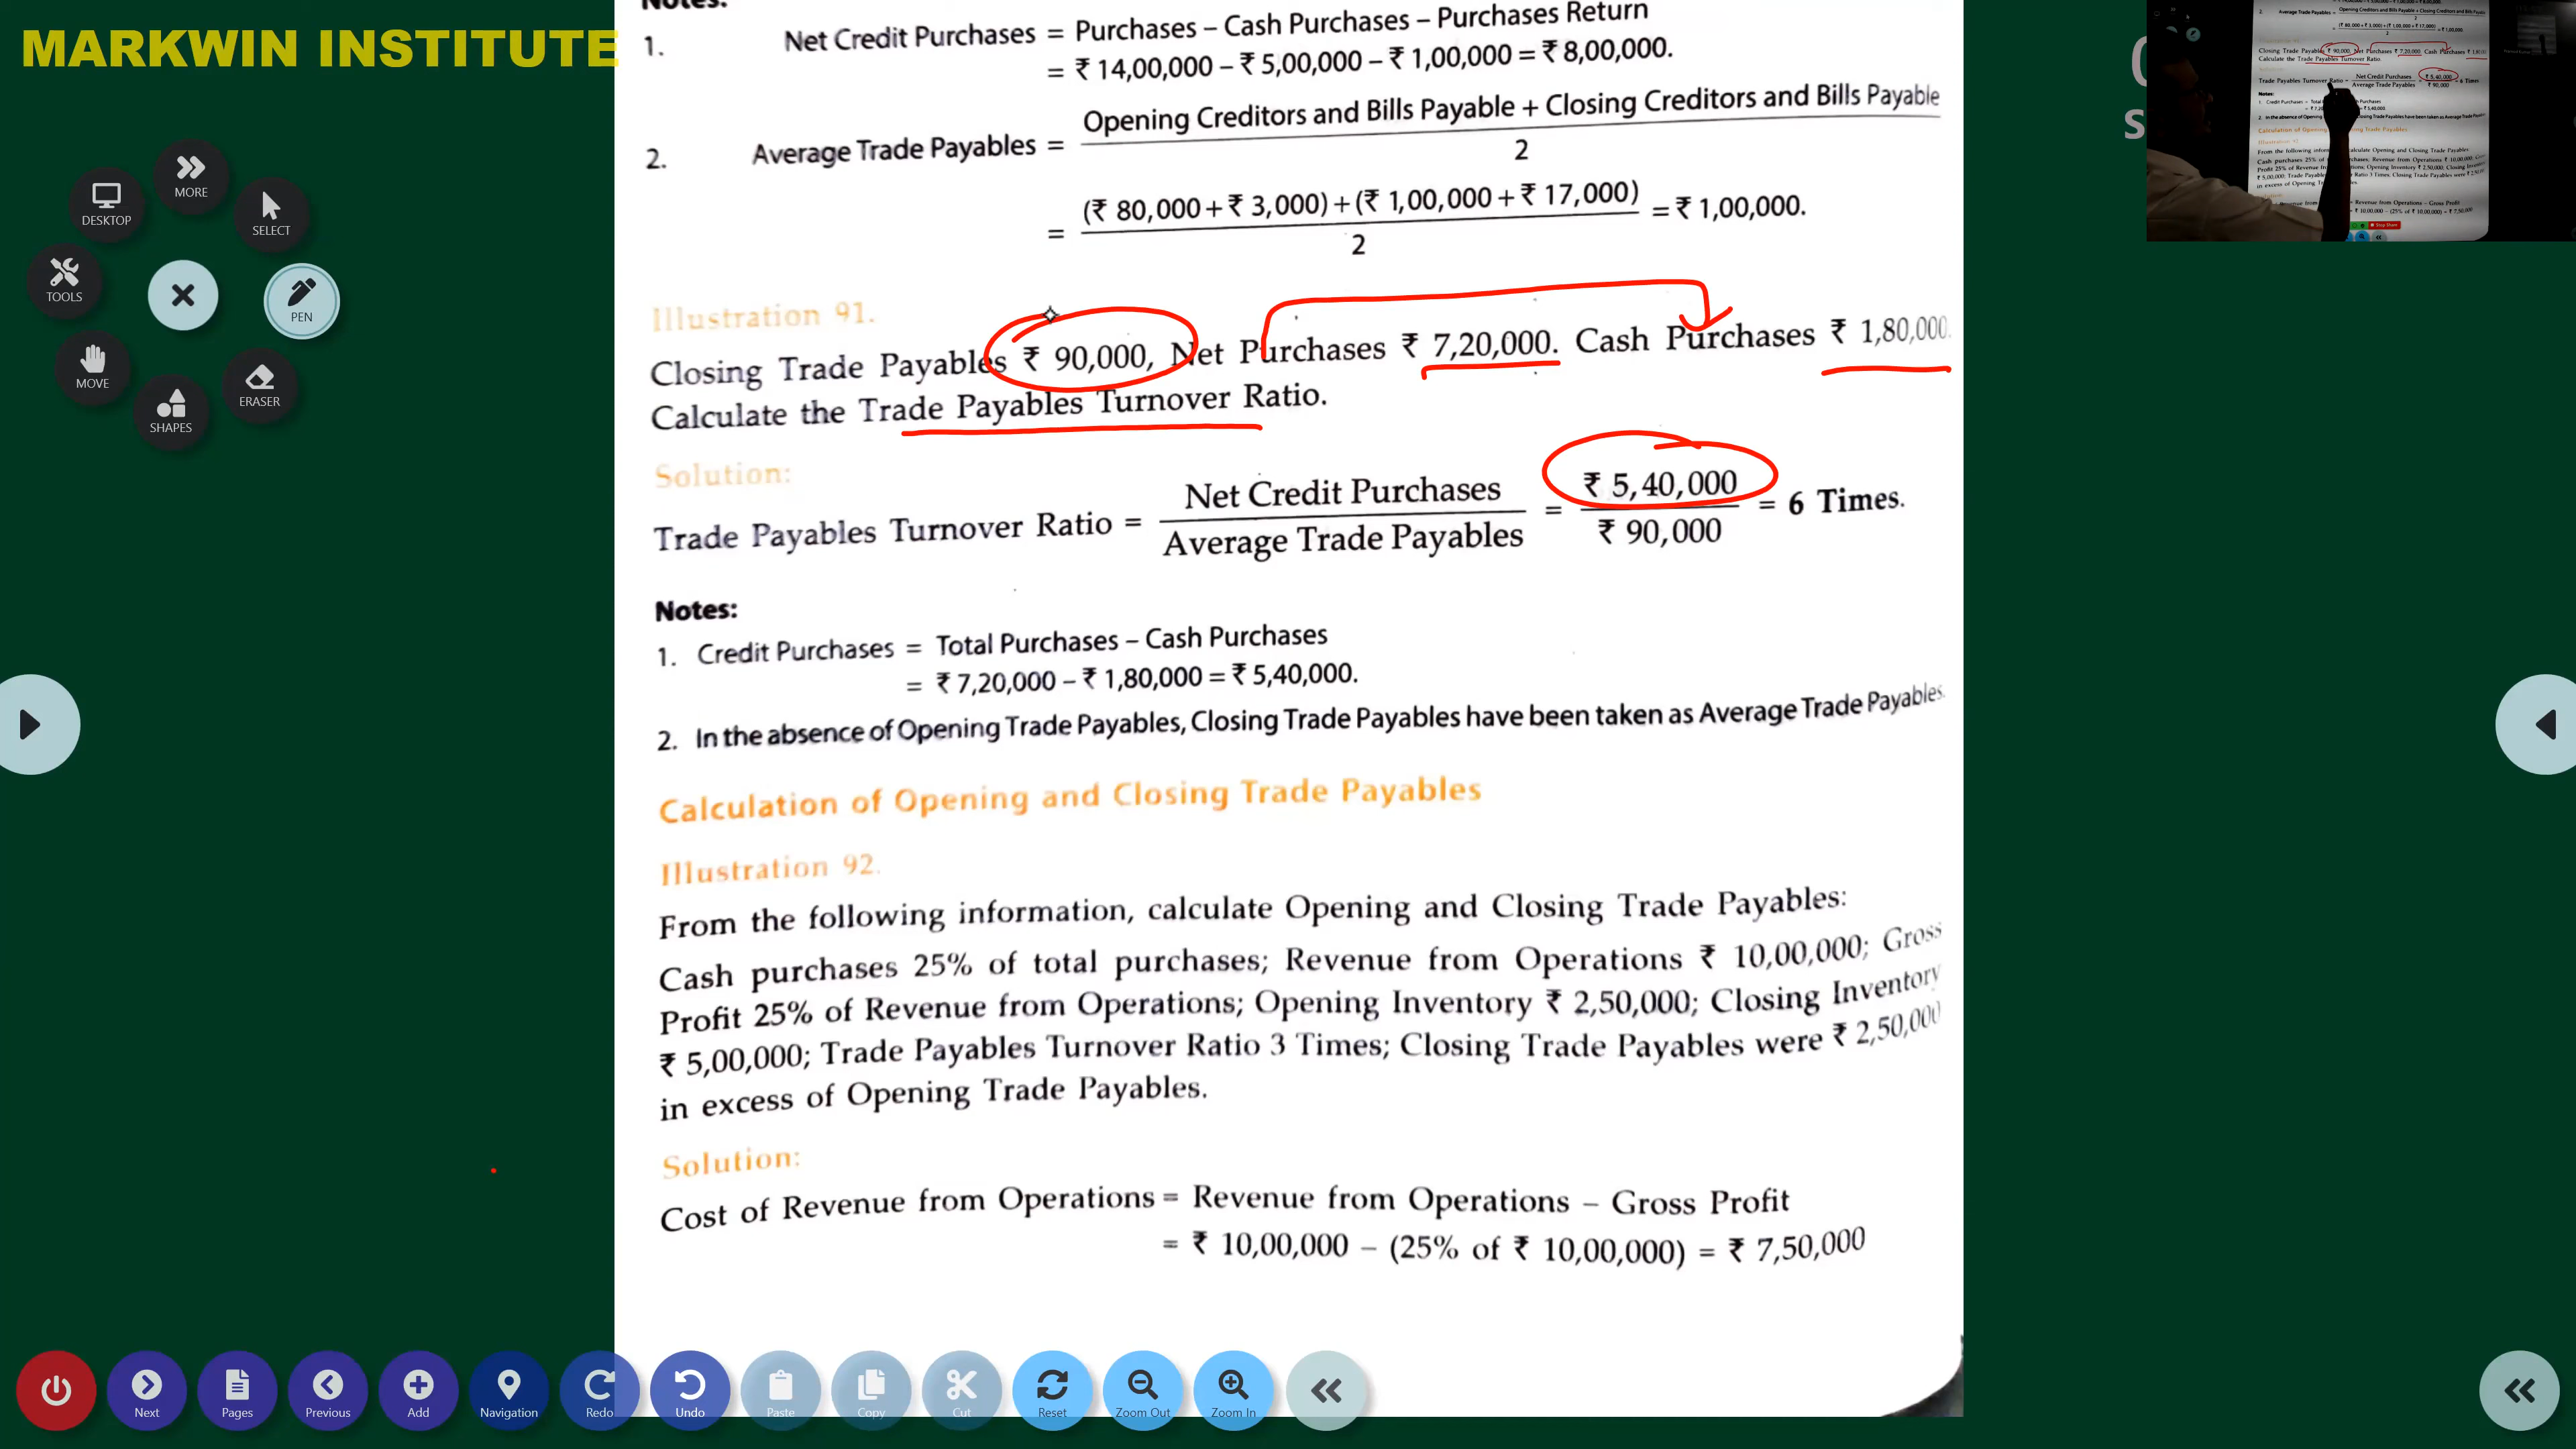 MARKWIN INSTITUTE
Notes:
1. Net Credit Purchases = Purchases – Cash Purchases – Purchases Return
= ₹ 14,00,000 – ₹ 5,00,000 – ₹ 1,00,000 = ₹ 8,00,000.
2. Average Trade Payables = Opening Creditors and Bills Payable + Closing Creditors and Bills Payable
2
= (₹ 80,000 + ₹ 3,000) + (₹ 1,00,000 + ₹ 17,000) = ₹ 1,00,000.
2
Illustration 91.
Closing Trade Payables ₹ 90,000, Net Purchases ₹ 7,20,000. Cash Purchases ₹ 1,80,000.
Calculate the Trade Payables Turnover Ratio.
Solution:
Trade Payables Turnover Ratio = Net Credit Purchases = ₹ 5,40,000 = 6 Times.
Average Trade Payables ₹ 90,000
Notes:
1. Credit Purchases = Total Purchases – Cash Purchases
= ₹ 7,20,000 – ₹ 1,80,000 = ₹ 5,40,000.
2. In the absence of Opening Trade Payables, Closing Trade Payables have been taken as Average Trade Payables.
Calculation of Opening and Closing Trade Payables
Illustration 92.
From the following information, calculate Opening and Closing Trade Payables:
Cash purchases 25% of total purchases; Revenue from Operations ₹ 10,00,000; Gross
Profit 25% of Revenue from Operations; Opening Inventory ₹ 2,50,000; Closing Inventory
₹ 5,00,000; Trade Payables Turnover Ratio 3 Times; Closing Trade Payables were ₹ 2,50,000
in excess of Opening Trade Payables.
Solution:
Cost of Revenue from Operations = Revenue from Operations – Gross Profit
= ₹ 10,00,000 – (25% of ₹ 10,00,000) = ₹ 7,50,000
MORE
DESKTOP
SELECT
TOOLS
PEN
MOVE
ERASER
SHAPES
Next
Pages
Previous
Add
Navigation
Redo
Undo
Paste
Copy
Cut
Reset
Zoom Out
Zoom In